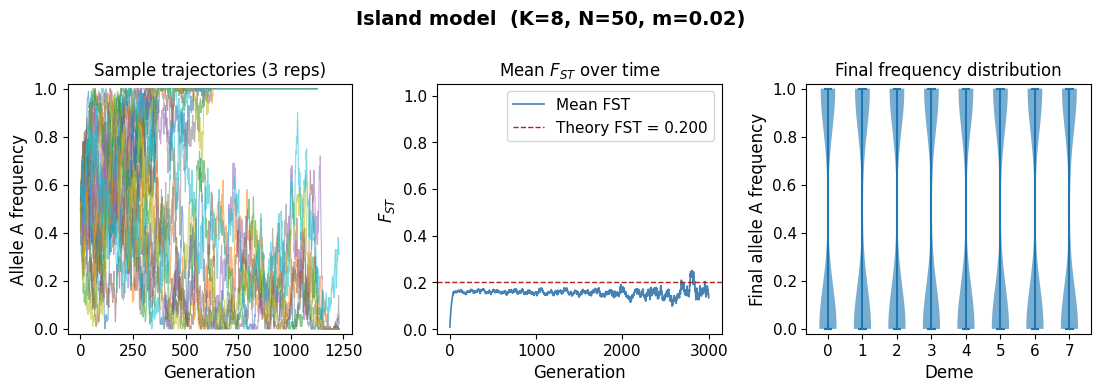 Island model (K=8, N=50, m=0.02)
Sample trajectories (3 reps)
Allele A frequency
1.0
0.8
0.6
0.4
0.2
0.0
0 250 500 750 1000 1250
Generation
Mean F_ST over time
F_ST
1.0
0.8
0.6
0.4
0.2
0.0
Mean FST
Theory FST = 0.200
0 1000 2000 3000
Generation
Final frequency distribution
Final allele A frequency
1.0
0.8
0.6
0.4
0.2
0.0
0 1 2 3 4 5 6 7
Deme